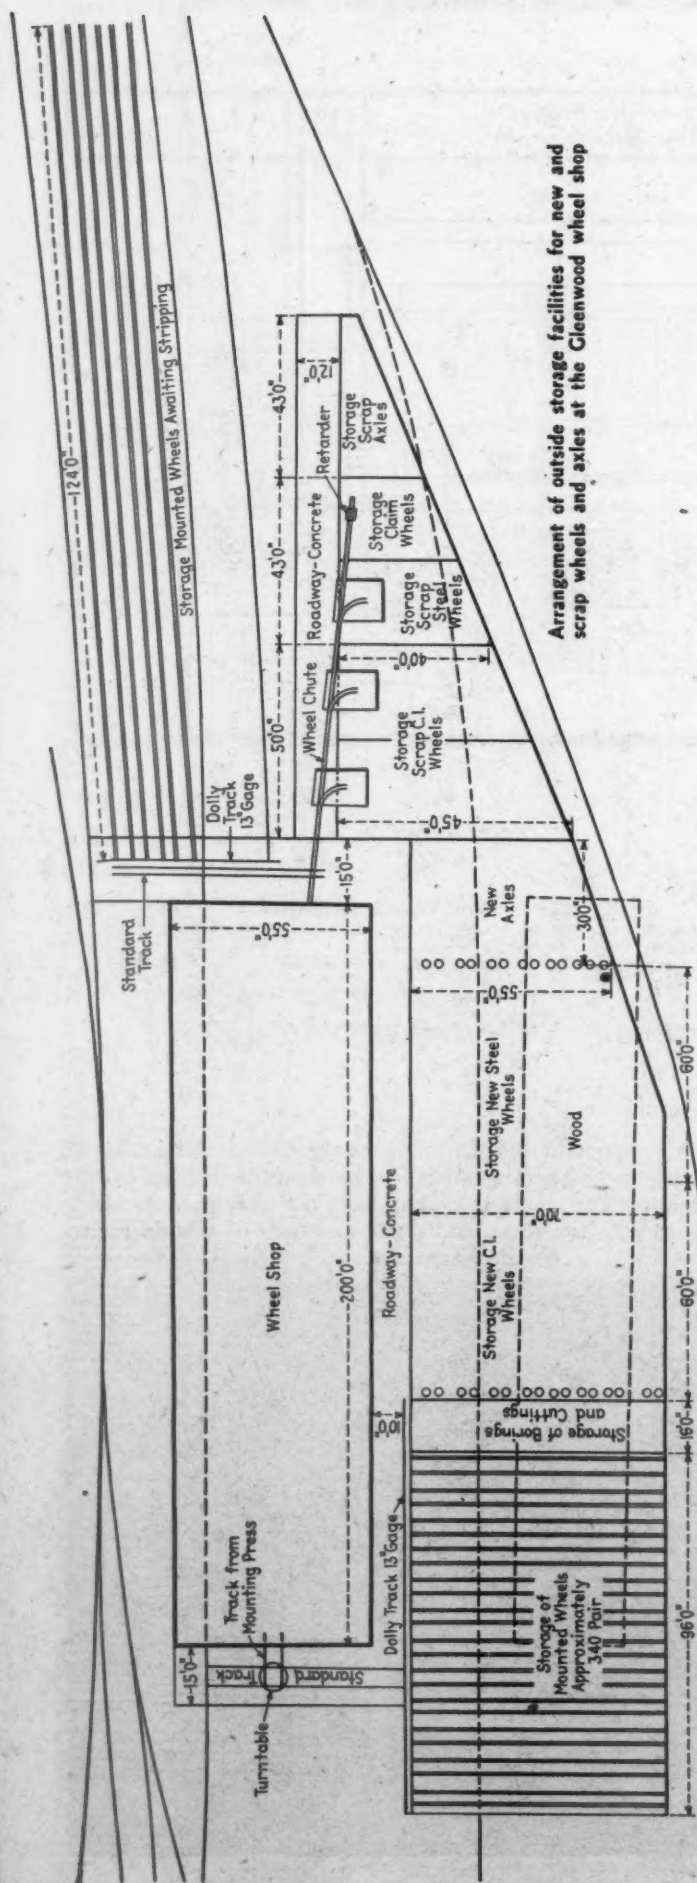 124'0"
Storage Mounted Wheels Awaiting Stripping
Dolly
Track
13" Gage
Standard
Track
12'0"
50'0"
43'0"
43'0"
Wheel Chute
Roadway-Concrete
Retarder
Storage
Scrap C.I.
Wheels
Storage
Scrap
Steel
Wheels
Storage
Claim
Wheels
Storage
Scrap
Axles
40'0"
45'0"
15'0"
55'0"
Wheel Shop
200'0"
Track from
Mounting Press
15'0"
Standard
Track
Turntable
Roadway-Concrete
10'0"
Dolly Track 13" Gage
Storage of
Mounted Wheels
Approximately
340 Pair
Storage of Borings
and Cuttings
Storage New C.I.
Wheels
Storage New Steel
Wheels
New
Axles
Wood
70'0"
55'0"
30'0"
96'0"
16'0"
60'0"
60'0"
Arrangement of outside storage facilities for new and
scrap wheels and axles at the Glenwood wheel shop